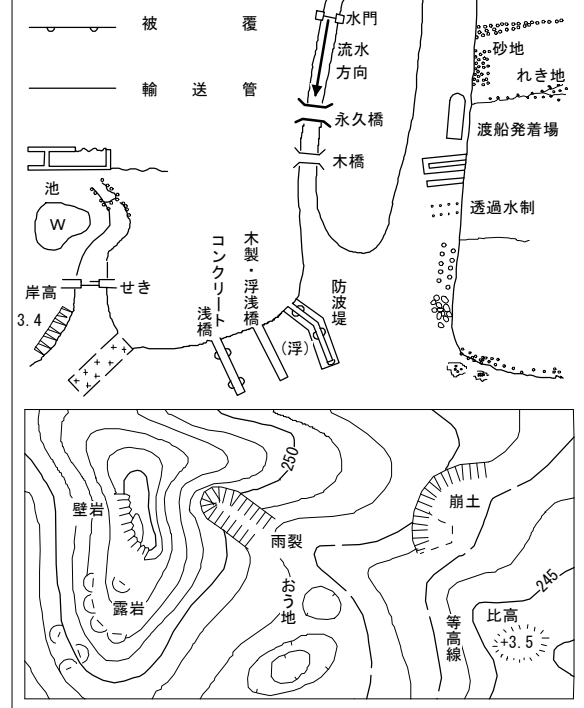 被 覆
輸 送 管
水門
流水
方向
永久橋
木橋
砂地
れき地
渡船発着場
透過水制
池
W
せき
岸高
3.4
コンクリート
浅橋
木製・浮浅橋
防波堤
(浮)
250
壁岩
露岩
雨裂
おう地
崩土
等高線
245
比高
+3.5